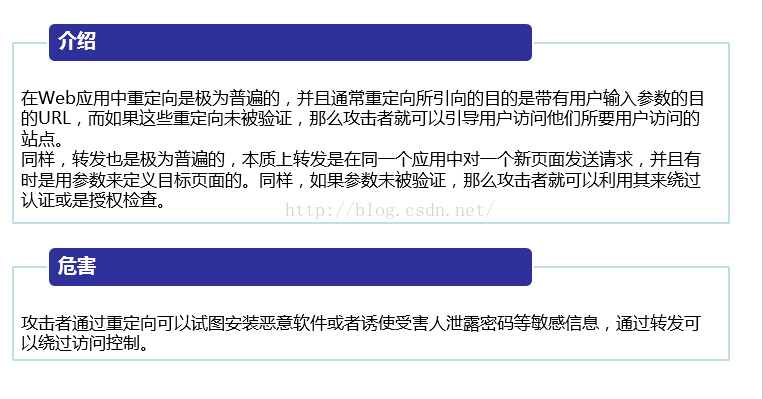 介绍
在Web应用中重定向是极为普遍的，并且通常重定向所引向的目的是带有用户输入参数的目
的URL，而如果这些重定向未被验证，那么攻击者就可以引导用户访问他们所要用户访问的
站点。
同样，转发也是极为普遍的，本质上转发是在同一个应用中对一个新页面发送请求，并且有
时是用参数来定义目标页面的。同样，如果参数未被验证，那么攻击者就可以利用其来绕过
认证或是授权检查。
http://blog.csdn.net/
危害
攻击者通过重定向可以试图安装恶意软件或者诱使受害人泄露密码等敏感信息，通过转发可
以绕过访问控制。